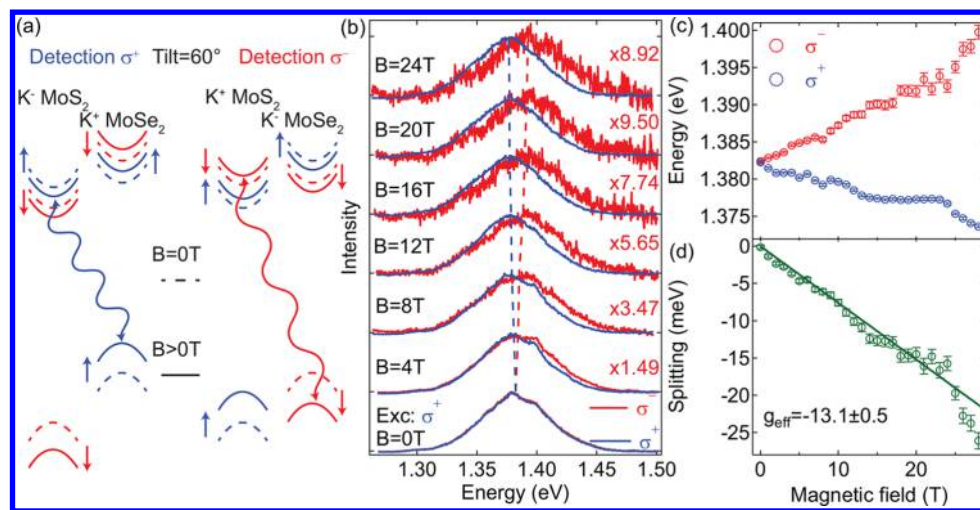 (a)
Detection σ+ Tilt=60° Detection σ-
K- MoS2
K+ MoSe2
K+ MoS2
K- MoSe2
B=0T
B>0T
(b)
B=24T x8.92
B=20T x9.50
B=16T x7.74
B=12T x5.65
B=8T x3.47
B=4T x1.49
Exc: σ+ σ-
B=0T σ+
Intensity
1.30 1.35 1.40 1.45 1.50
Energy (eV)
(c)
σ-
σ+
1.400
1.395
1.390
1.385
1.380
1.375
Energy (eV)
(d)
0
-5
-10
-15
-20
-25
Splitting (meV)
geff=-13.1±0.5
0 10 20
Magnetic field (T)